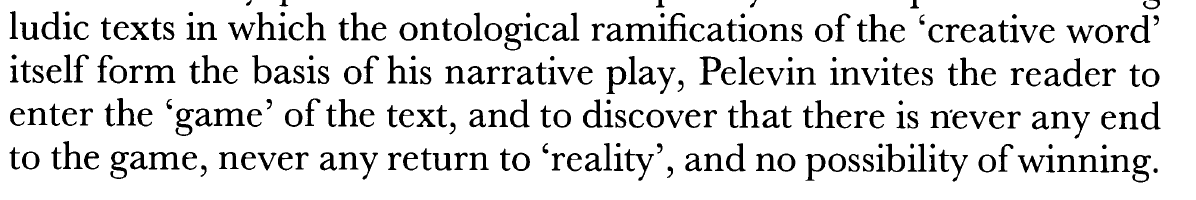 ludic texts in which the ontological ramifications of the ‘creative word’
itself form the basis of his narrative play, Pelevin invites the reader to
enter the ‘game’ of the text, and to discover that there is never any end
to the game, never any return to ‘reality’, and no possibility of winning.